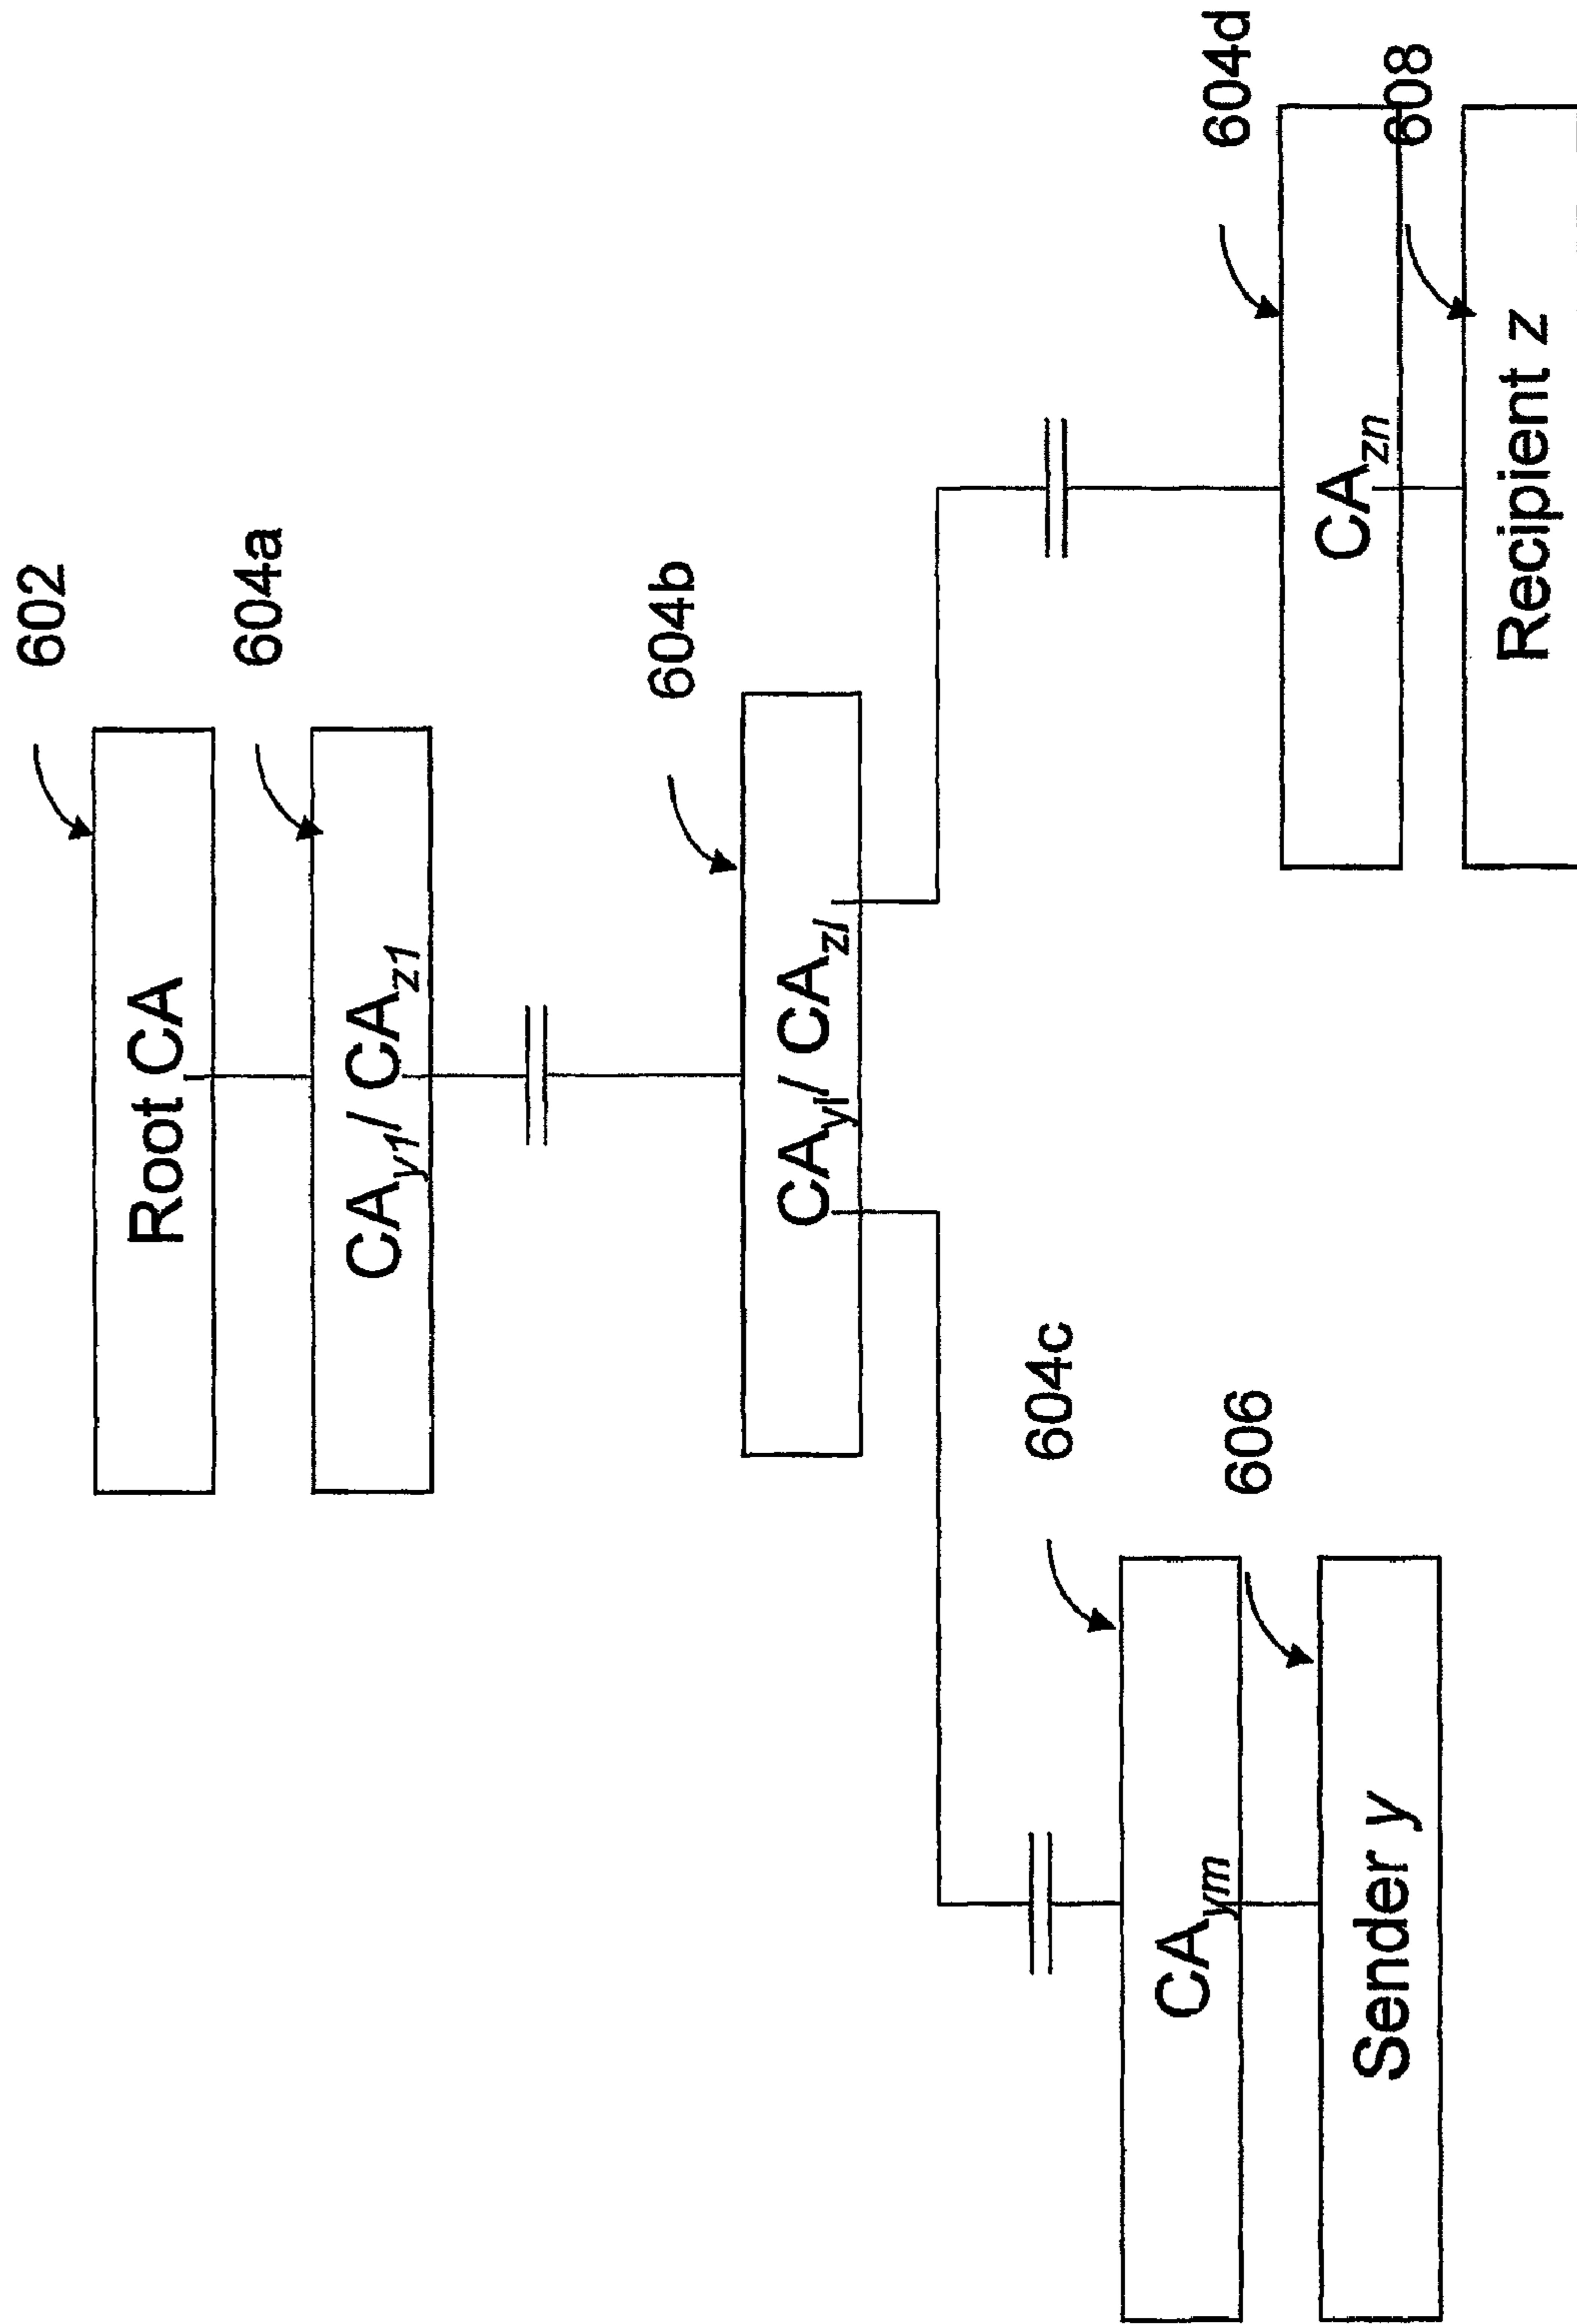 602
Root CA
604a
CAy1/ CAz1
604b
CAyl/ CAzl
604c
CAym
606
Sender y
604d
CAzn
608
Recipient z